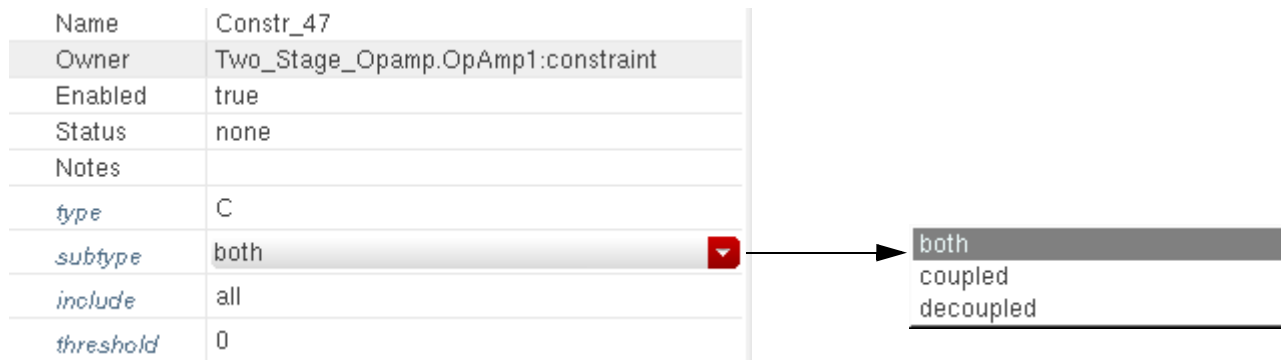 Name Constr_47
Owner Two_Stage_Opamp.OpAmp1:constraint
Enabled true
Status none
Notes
type C
subtype both
include all
threshold 0
both
coupled
decoupled